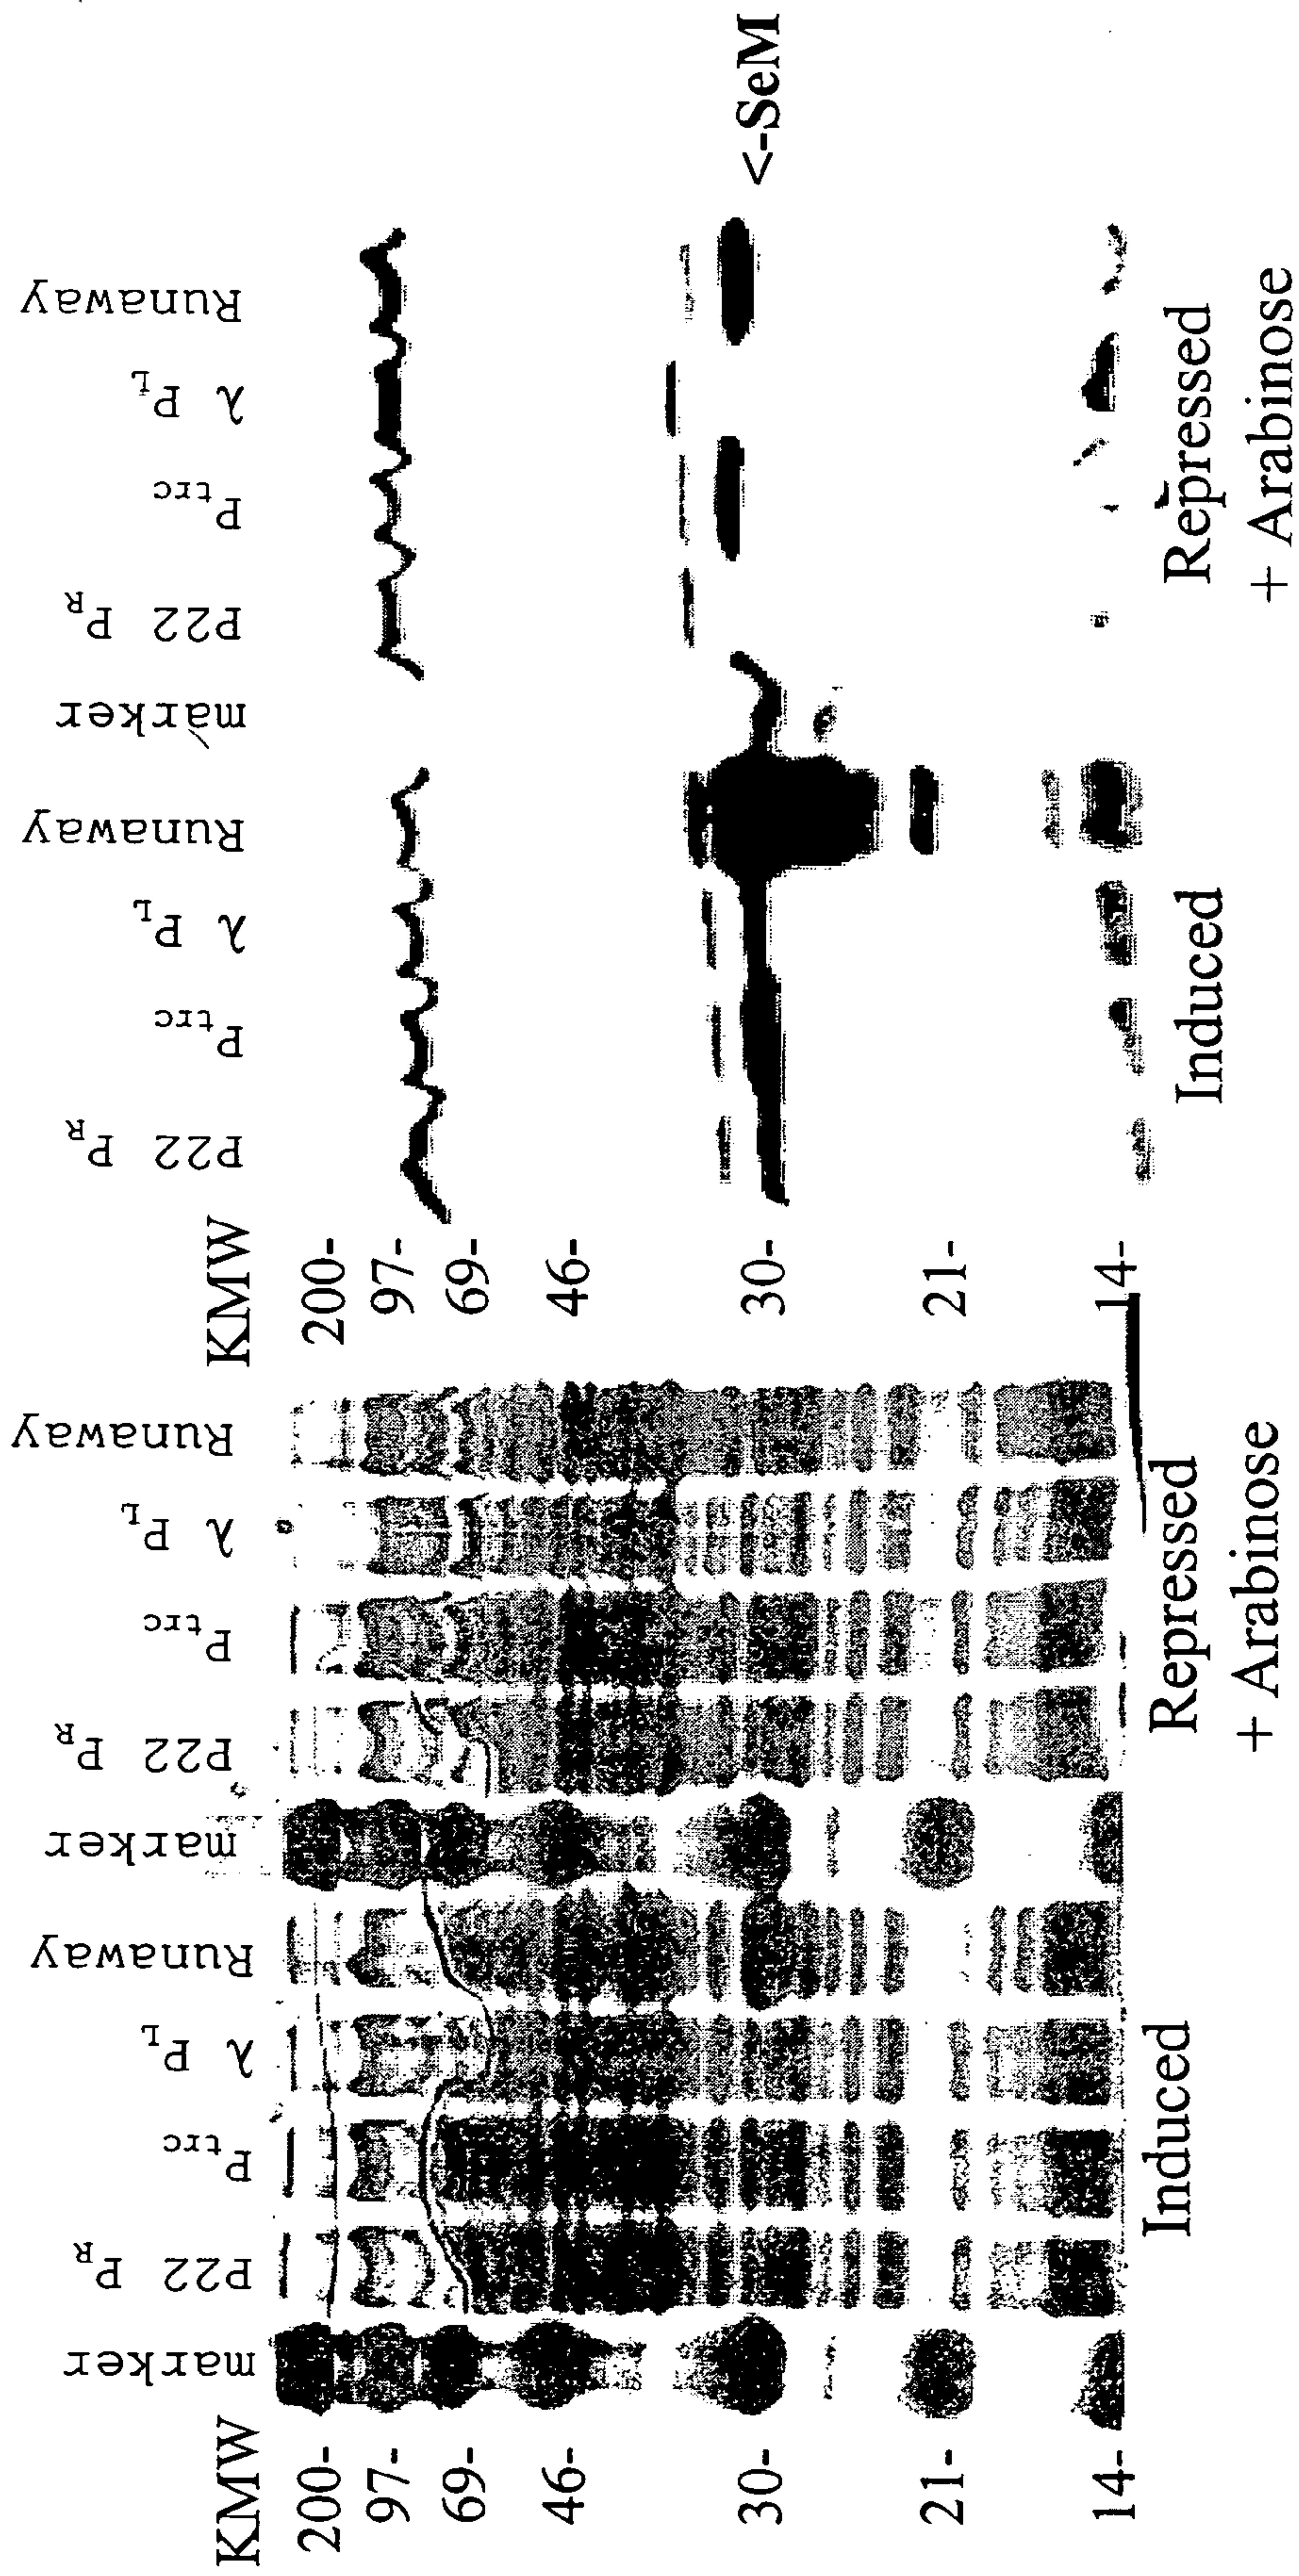 KMW
200-
97-
69-
46-
30-
21-
14-
marker
P22 PR
Ptrc
λ PL
Runaway
marker
P22 PR
Ptrc
λ PL
Runaway
Induced
Repressed
+ Arabinose
KMW
200-
97-
69-
46-
30-
21-
14-
P22 PR
Ptrc
λ PL
Runaway
marker
P22 PR
Ptrc
λ PL
Runaway
<-SeM
Induced
Repressed
+ Arabinose